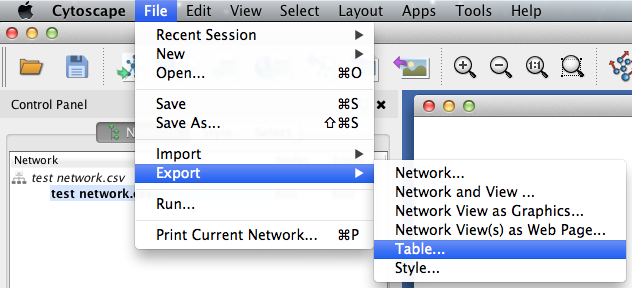 Cytoscape File Edit View Select Layout Apps Tools Help
Recent Session
New
Open... ⌘O
Save ⌘S
Save As... ⇧⌘S
Import
Export
Run...
Print Current Network... ⌘P
Network...
Network and View ...
Network View as Graphics...
Network View(s) as Web Page...
Table...
Style...
1:1
Control Panel
Network
test network.csv
test network.